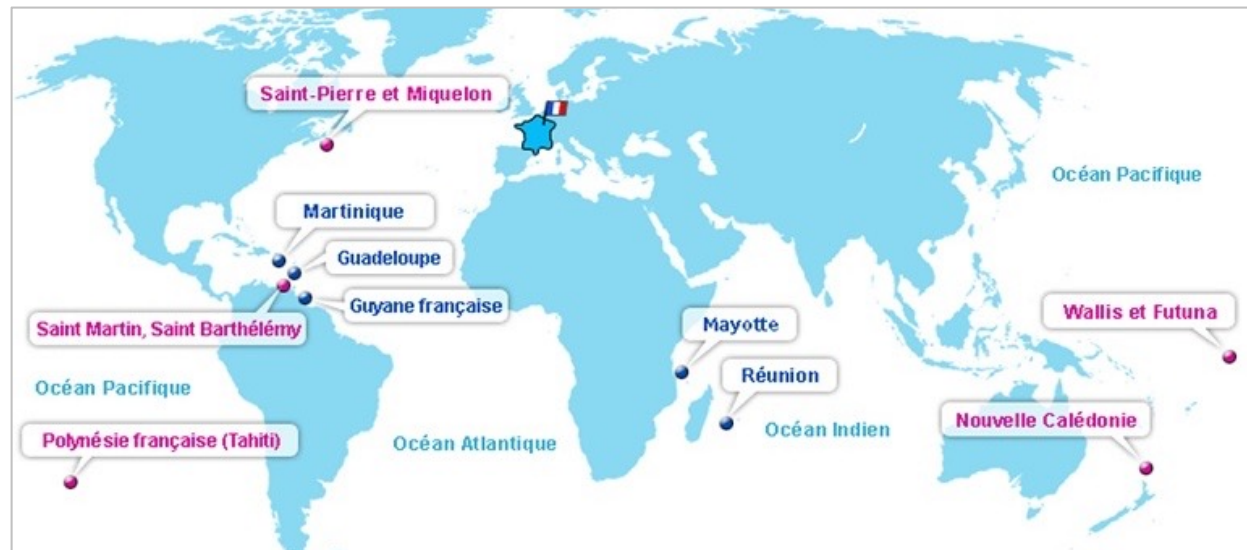 Saint-Pierre et Miquelon
Océan Pacifique
Martinique
Guadeloupe
Guyane française
Saint Martin, Saint Barthélémy
Mayotte
Wallis et Futuna
Réunion
Océan Pacifique
Polynésie française (Tahiti)
Océan Atlantique
Océan Indien
Nouvelle Calédonie